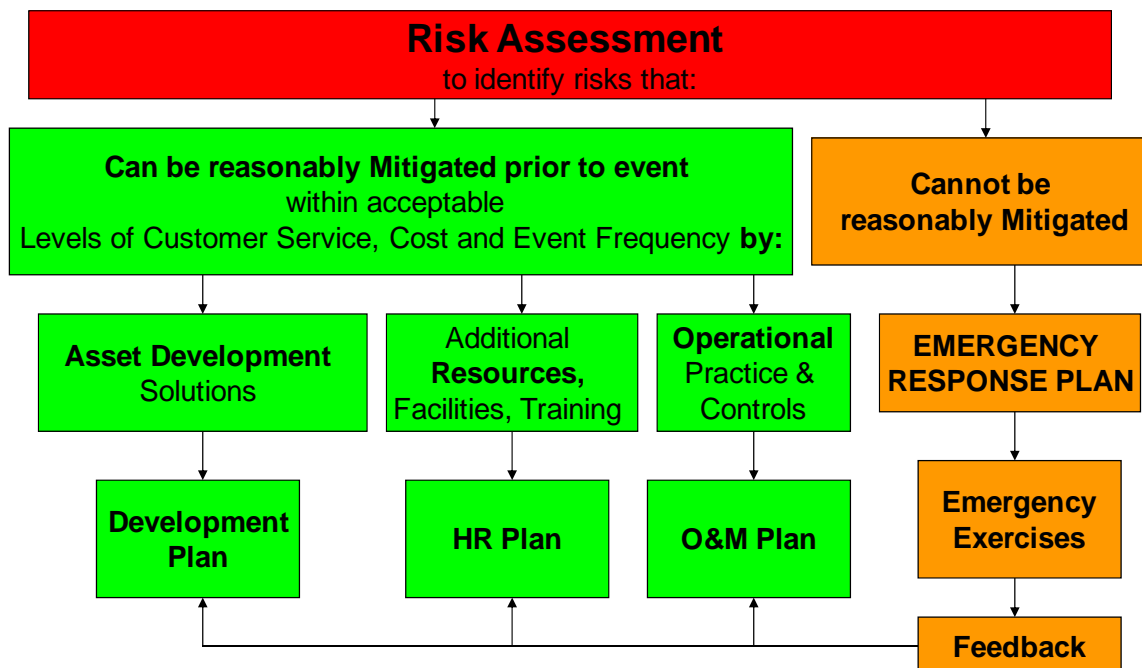 Risk Assessment
to identify risks that:
Can be reasonably Mitigated prior to event
within acceptable
Levels of Customer Service, Cost and Event Frequency by:
Cannot be
reasonably Mitigated
Asset Development
Solutions
Additional
Resources,
Facilities, Training
Operational
Practice &
Controls
EMERGENCY
RESPONSE PLAN
Development
Plan
HR Plan
O&M Plan
Emergency
Exercises
Feedback